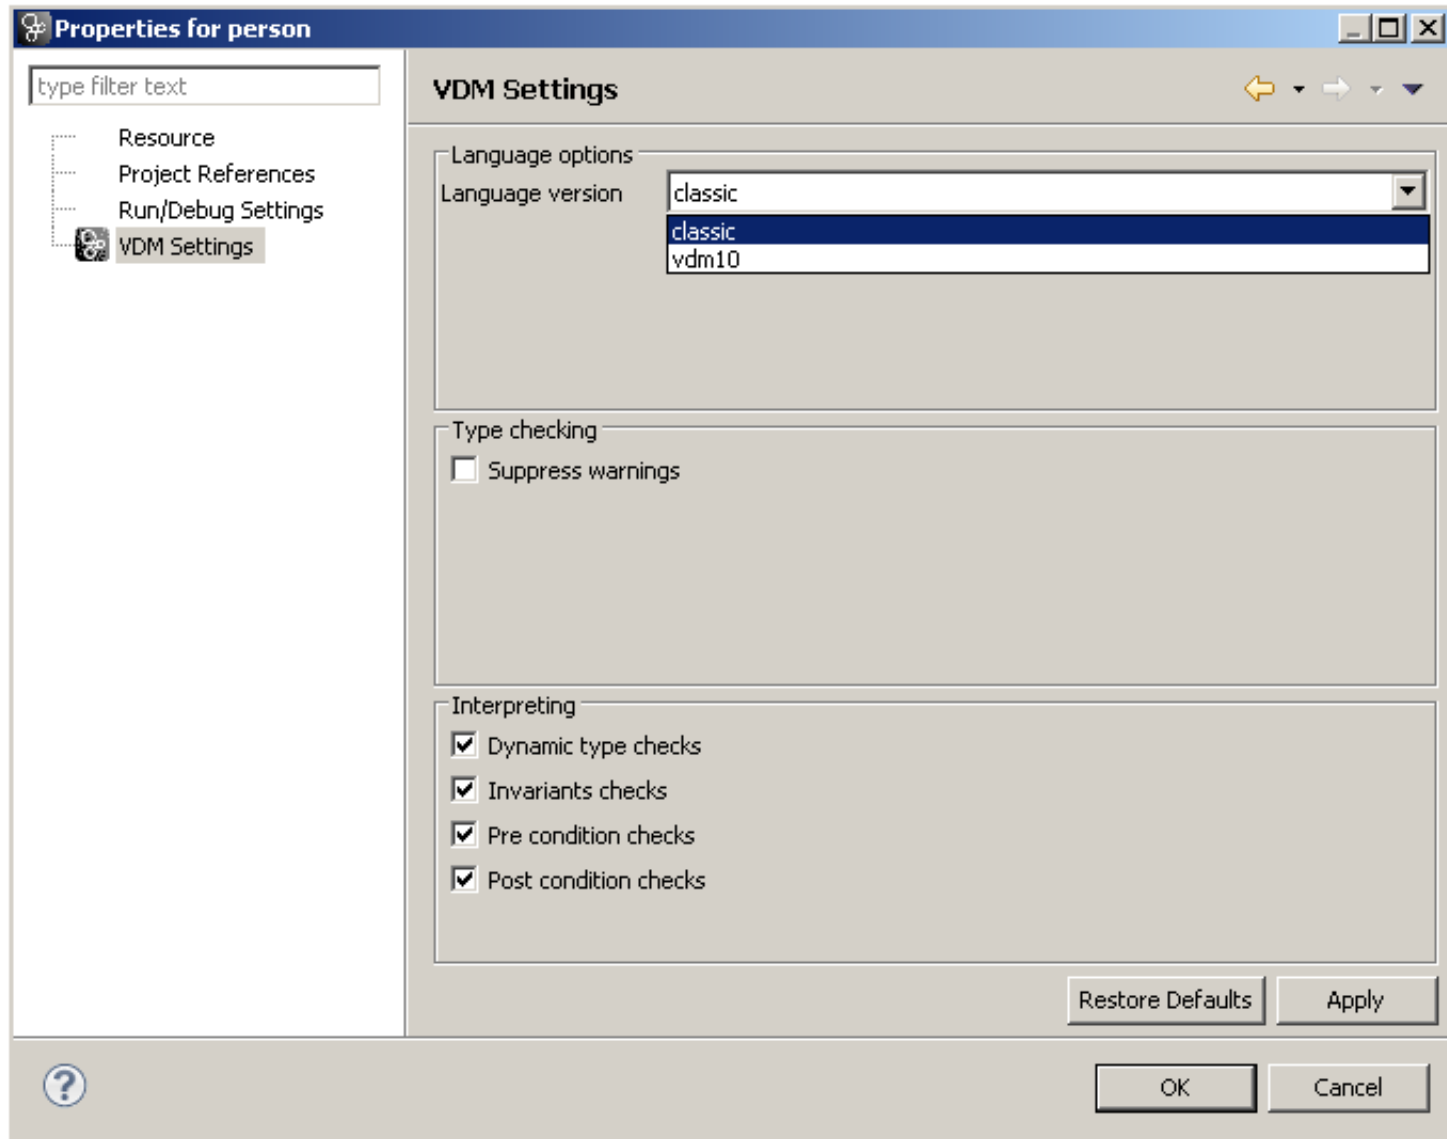 Properties for person
type filter text
Resource
Project References
Run/Debug Settings
VDM Settings
VDM Settings
Language options
Language version
classic
classic
vdm10
Type checking
Suppress warnings
Interpreting
Dynamic type checks
Invariants checks
Pre condition checks
Post condition checks
Restore Defaults
Apply
?
OK
Cancel